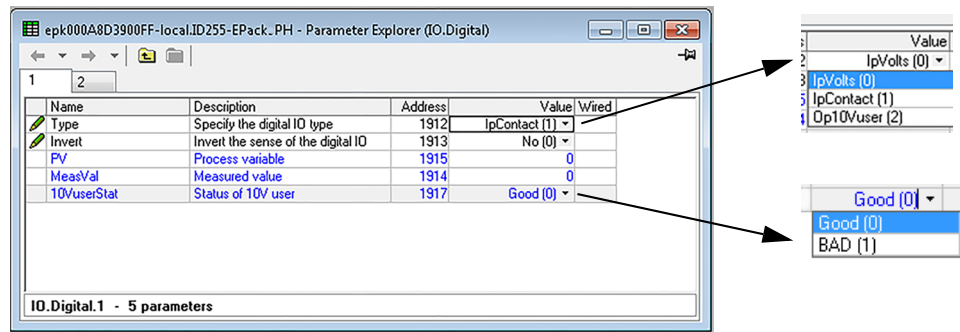 epk000A8D3900FF-local.ID255-EPack_PH - Parameter Explorer (IO.Digital)
1 2
Name Description Address Value Wired
Type Specify the digital IO type 1912 IpContact (1)
Invert Invert the sense of the digital IO 1913 No (0)
PV Process variable 1915 0
MeasVal Measured value 1914 0
10VuserStat Status of 10V user 1917 Good (0)
IO.Digital.1 - 5 parameters
Value
IpVolts (0)
IpVolts (0)
IpContact (1)
Op10Vuser (2)
Good (0)
Good (0)
BAD (1)